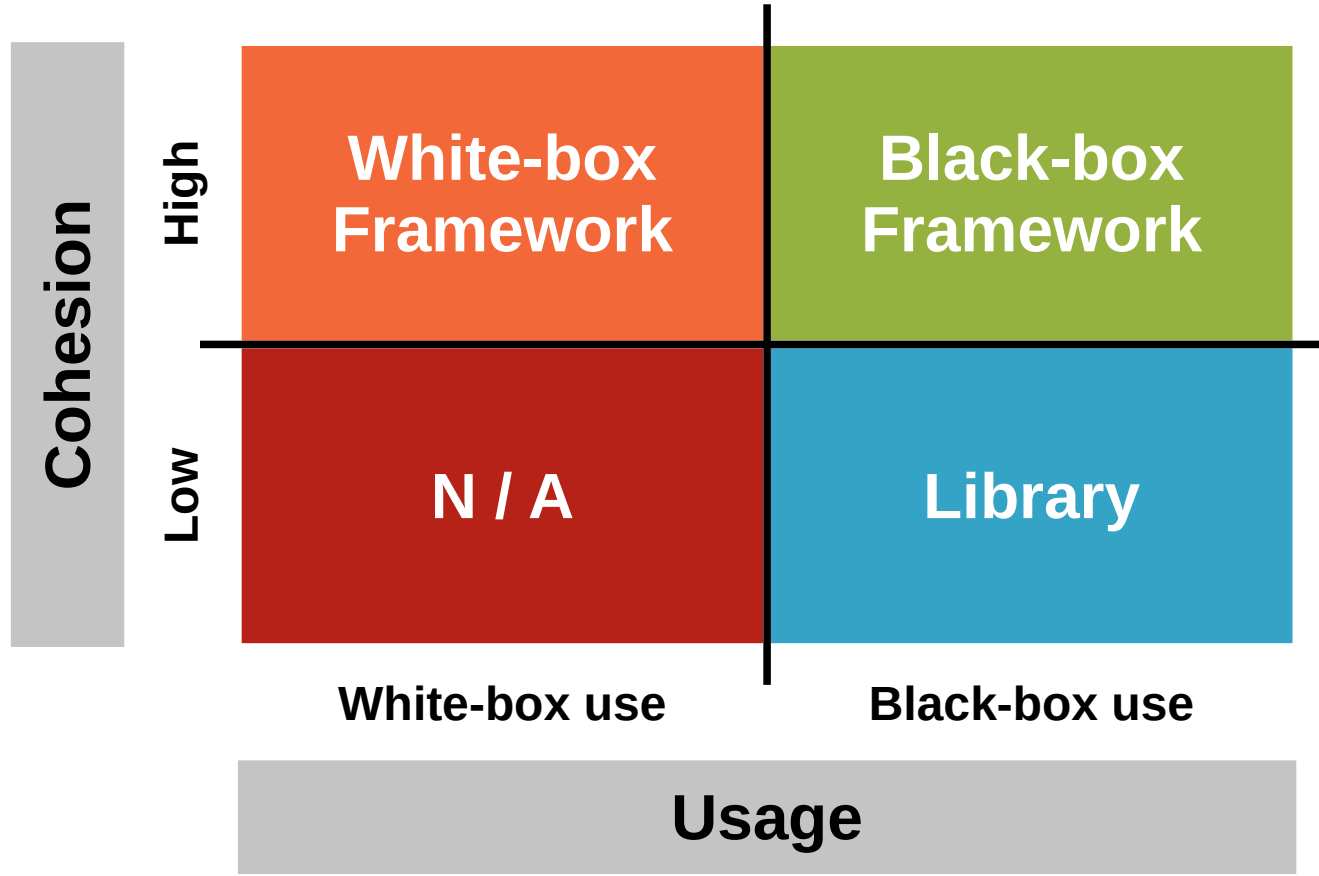 Cohesion
High
White-box
Framework
Black-box
Framework
Low
N / A
Library
White-box use
Black-box use
Usage